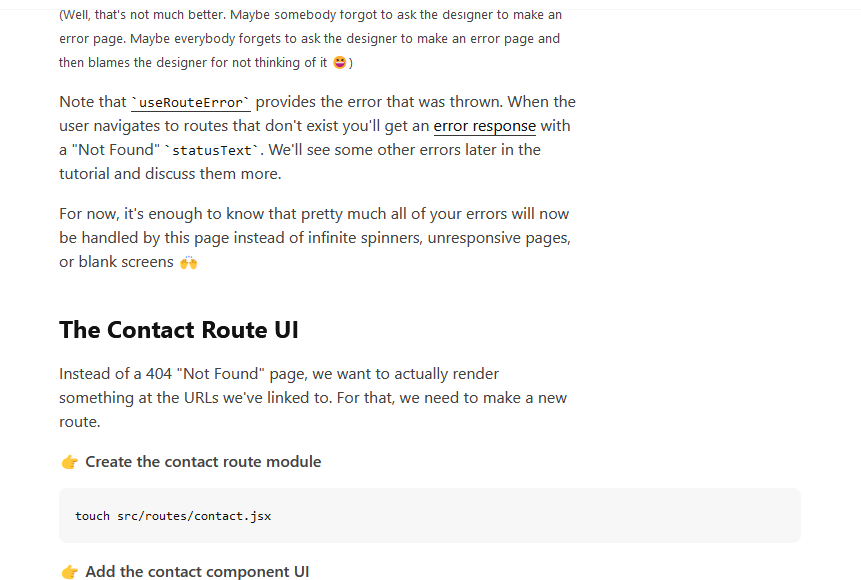 (Well, that's not much better. Maybe somebody forgot to ask the designer to make an
error page. Maybe everybody forgets to ask the designer to make an error page and
then blames the designer for not thinking of it 😆)
Note that `useRouteError` provides the error that was thrown. When the
user navigates to routes that don't exist you'll get an error response with
a "Not Found" `statusText`. We'll see some other errors later in the
tutorial and discuss them more.
For now, it's enough to know that pretty much all of your errors will now
be handled by this page instead of infinite spinners, unresponsive pages,
or blank screens 🙌
The Contact Route UI
Instead of a 404 "Not Found" page, we want to actually render
something at the URLs we've linked to. For that, we need to make a new
route.
👉 Create the contact route module
touch src/routes/contact.jsx
👉 Add the contact component UI